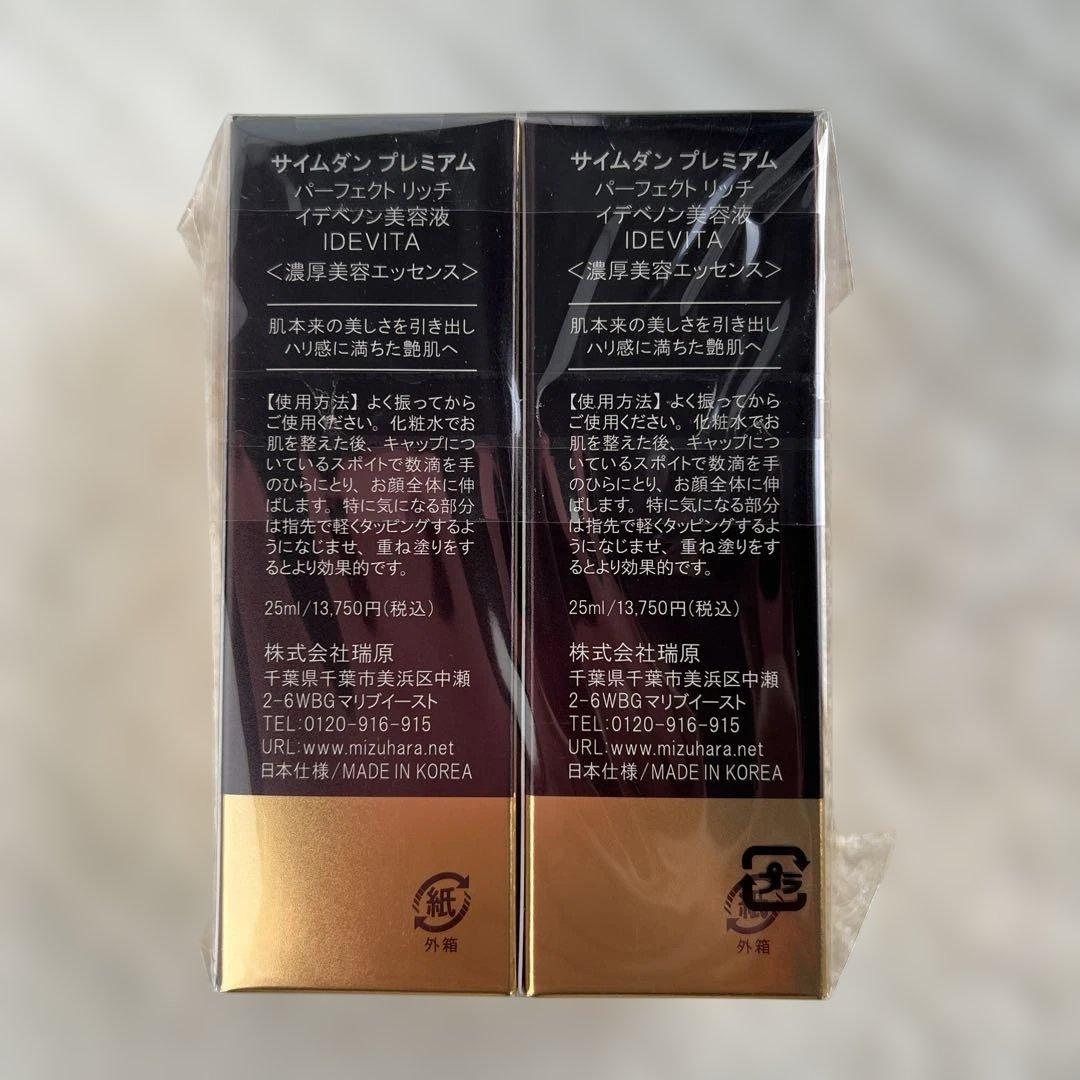 サイムダン プレミアム
パーフェクト リッチ
イデベノン美容液
IDEVITA
<濃厚美容エッセンス>
肌本来の美しさを引き出し
ハリ感に満ちた艶肌へ
【使用方法】よく振ってから
ご使用ください。化粧水でお
肌を整えた後、キャップにつ
いているスポイトで数滴を手
のひらにとり、お顔全体に伸
ばします。特に気になる部分
は指先で軽くタッピングするよ
うになじませ、重ね塗りをす
るとより効果的です。
25ml/13,750円(税込)
株式会社瑞原
千葉県千葉市美浜区中瀬
2-6WBGマリブイースト
TEL:0120-916-915
URL:www.mizuhara.net
日本仕様/MADE IN KOREA
紙
外箱
サイムダン プレミアム
パーフェクト リッチ
イデベノン美容液
IDEVITA
<濃厚美容エッセンス>
肌本来の美しさを引き出し
ハリ感に満ちた艶肌へ
【使用方法】よく振ってから
ご使用ください。化粧水でお
肌を整えた後、キャップにつ
いているスポイトで数滴を手
のひらにとり、お顔全体に伸
ばします。特に気になる部分
は指先で軽くタッピングするよ
うになじませ、重ね塗りをす
るとより効果的です。
25ml/13,750円(税込)
株式会社瑞原
千葉県千葉市美浜区中瀬
2-6WBGマリブイースト
TEL:0120-916-915
URL:www.mizuhara.net
日本仕様/MADE IN KOREA
プラ
紙
外箱